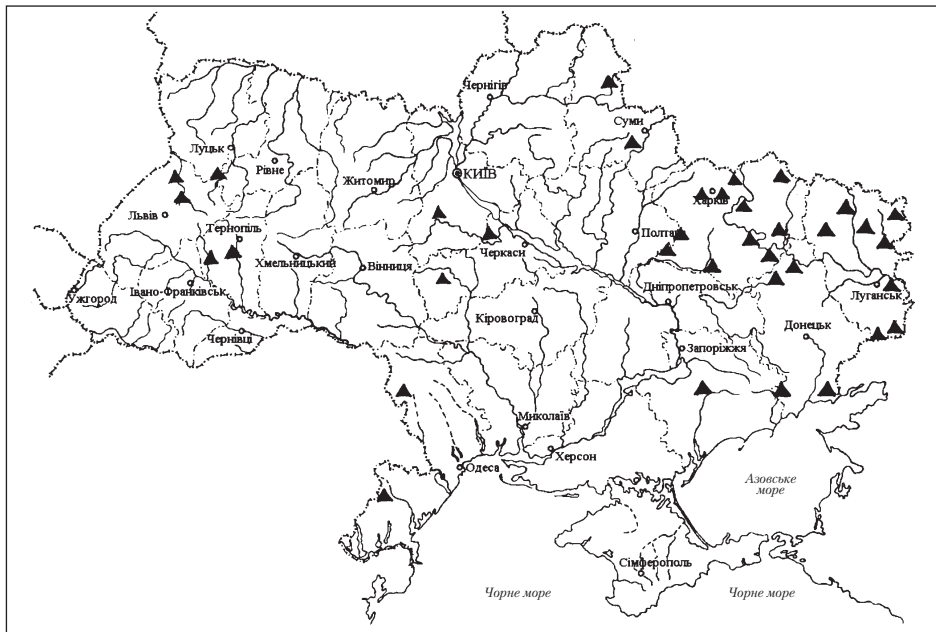 Чернігів
Суми
Луцьк
Рівне
КИЇВ
Житомир
Харків
Львів
Тернопіль
Полтава
Хмельницький
Вінниця
Черкаси
Ужгород
Івано-Франківськ
Дніпропетровськ
Луганськ
Кіровоград
Чернівці
Донецьк
Запоріжжя
Миколаїв
Херсон
Одеса
Азовське
море
Сімферополь
Чорне море
Чорне море